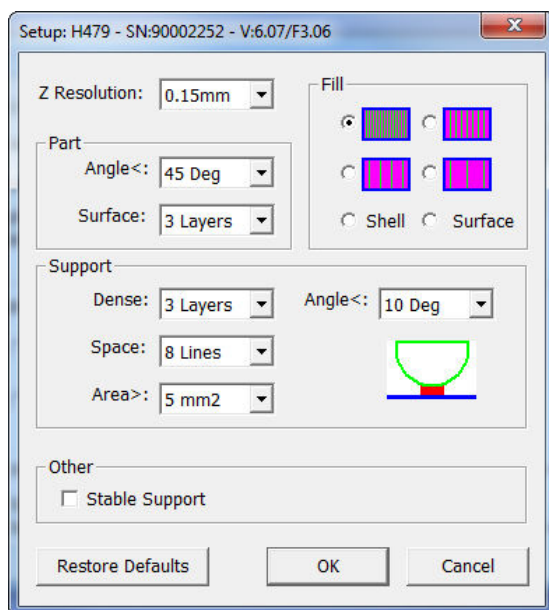 Setup: H479 - SN:90002252 - V:6.07/F3.06
Z Resolution: 0.15mm
Fill
Part
Angle<: 45 Deg
Surface: 3 Layers
Shell Surface
Support
Dense: 3 Layers Angle<: 10 Deg
Space: 8 Lines
Area>: 5 mm2
Other
Stable Support
Restore Defaults OK Cancel